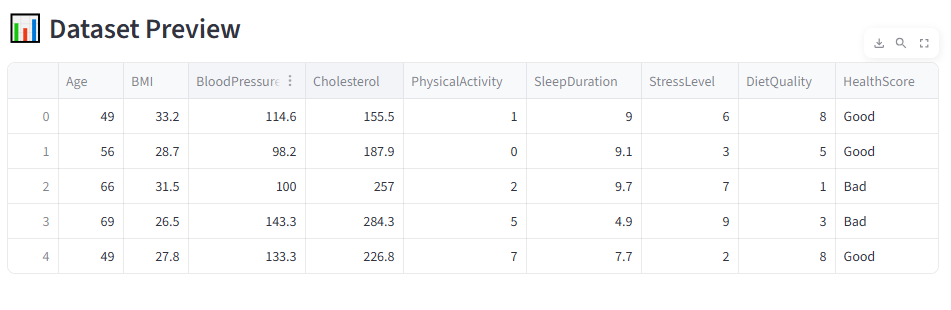 Dataset Preview
Age BMI BloodPressure Cholesterol PhysicalActivity SleepDuration StressLevel DietQuality HealthScore
0 49 33.2 114.6 155.5 1 9 6 8 Good
1 56 28.7 98.2 187.9 0 9.1 3 5 Good
2 66 31.5 100 257 2 9.7 7 1 Bad
3 69 26.5 143.3 284.3 5 4.9 9 3 Bad
4 49 27.8 133.3 226.8 7 7.7 2 8 Good